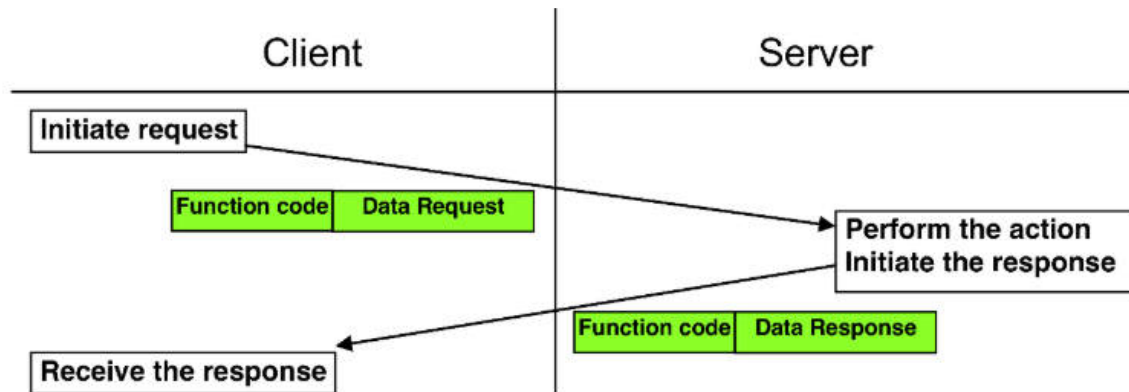 Client
Server
Initiate request
Function code Data Request
Perform the action
Initiate the response
Function code Data Response
Receive the response